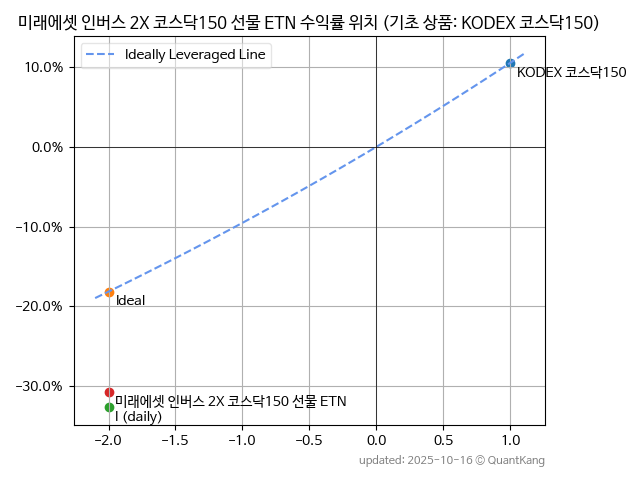 미래에셋 인버스 2X 코스닥150 선물 ETN 수익률 위치 (기초 상품: KODEX 코스닥150)
Ideally Leveraged Line
10.0%
KODEX 코스닥150
0.0%
-10.0%
-20.0%
Ideal
-30.0%
미래에셋 인버스 2X 코스닥150 선물 ETN
I (daily)
-2.0 -1.5 -1.0 -0.5 0.0 0.5 1.0
updated: 2025-10-16 © QuantKang